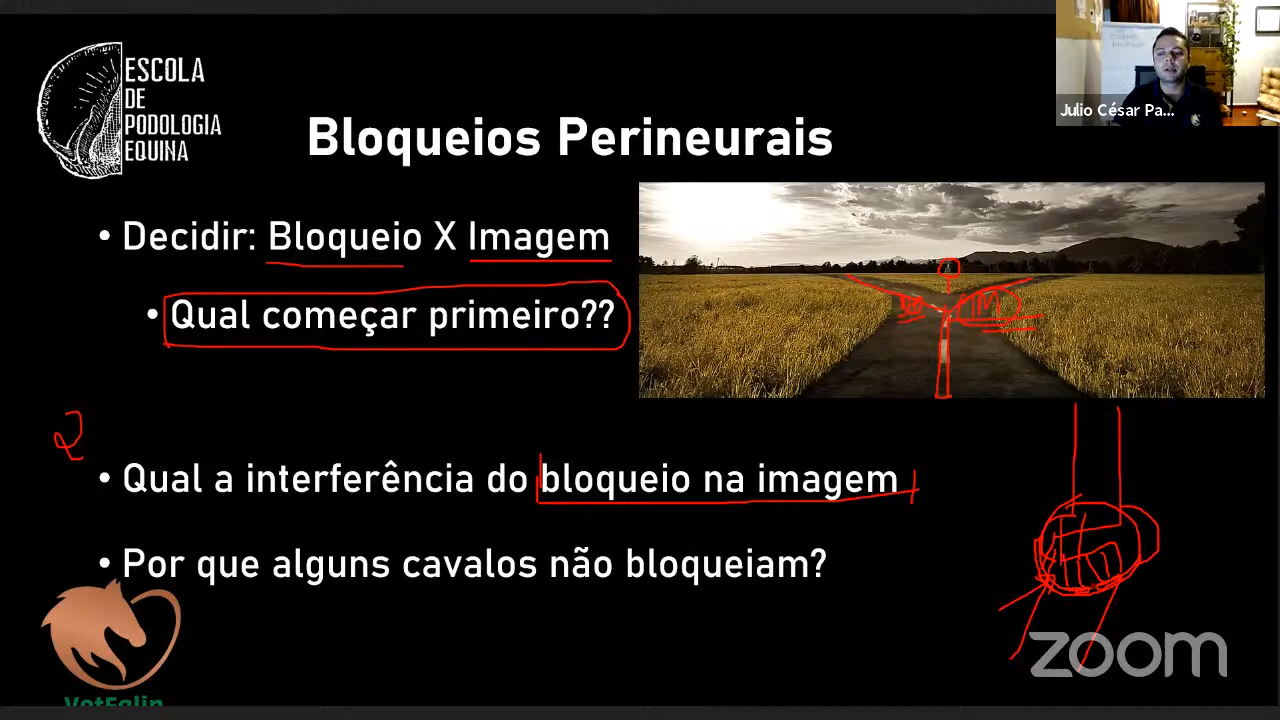 ESCOLA
DE
PODOLOGIA
EQUINA
Julio César Pa...
Bloqueios Perineurais
• Decidir: Bloqueio X Imagem
• Qual começar primeiro??
IM
• Qual a interferência do bloqueio na imagem
• Por que alguns cavalos não bloqueiam?
zoom